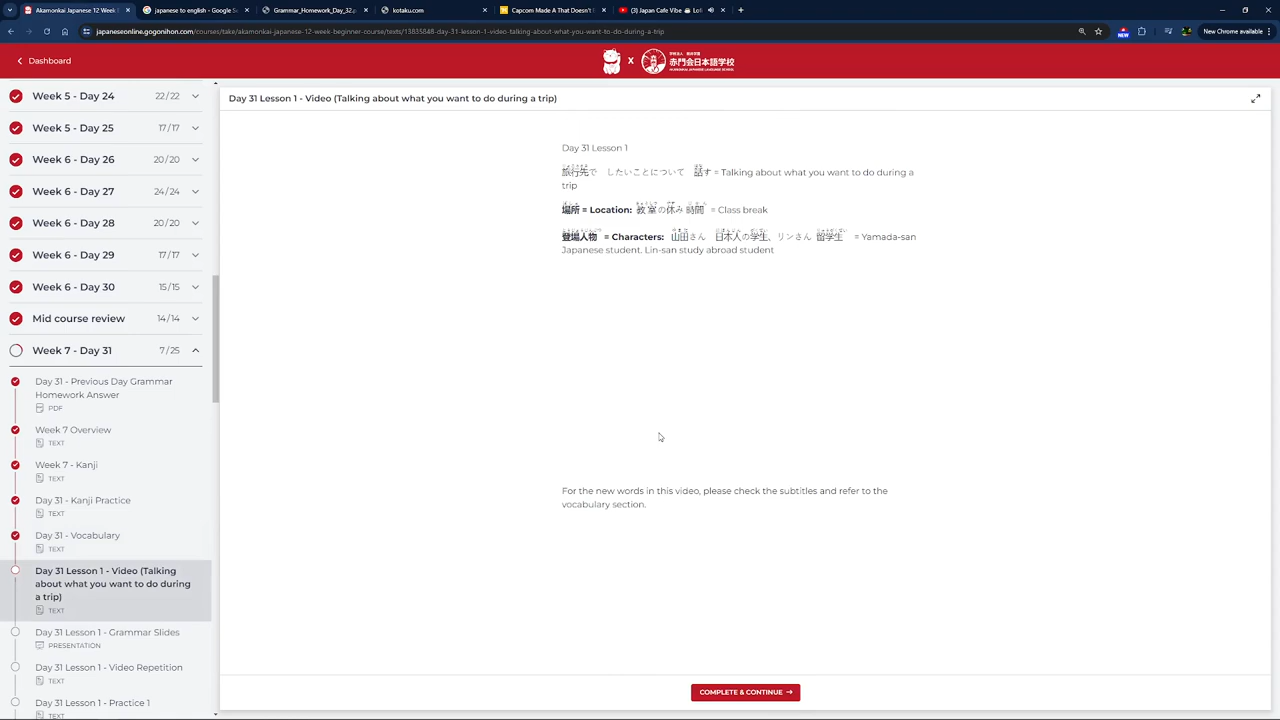 Akamonkai Japanese 12 Week B
japanese to english - Google S
Grammar_Homework_Day_32.p
kotaku.com
Capcom Made A That Doesn't
(3) Japan Cafe Vibe
japaneseonline.gogonihon.com/courses/take/akamonkai-japanese-12-week-beginner-course/texts/13835848-day-31-lesson-1-video-talking-about-what-you-want-to-do-during-a-trip
NEW
New Chrome available
Dashboard
X
赤門会日本語学校
AKAMONKAI JAPANESE LANGUAGE SCHOOL
Week 5 - Day 24
22/22
Week 5 - Day 25
17/17
Week 6 - Day 26
20/20
Week 6 - Day 27
24/24
Week 6 - Day 28
20/20
Week 6 - Day 29
17/17
Week 6 - Day 30
15/15
Mid course review
14/14
Week 7 - Day 31
7/25
Day 31 - Previous Day Grammar
Homework Answer
PDF
Week 7 Overview
TEXT
Week 7 - Kanji
TEXT
Day 31 - Kanji Practice
TEXT
Day 31 - Vocabulary
TEXT
Day 31 Lesson 1 - Video (Talking
about what you want to do during
a trip)
TEXT
Day 31 Lesson 1 - Grammar Slides
PRESENTATION
Day 31 Lesson 1 - Video Repetition
TEXT
Day 31 Lesson 1 - Practice 1
TEXT
Day 31 Lesson 1 - Video (Talking about what you want to do during a trip)
Day 31 Lesson 1
旅行先で したいことについて 話す = Talking about what you want to do during a
trip
場所 = Location: 教室の休み時間 = Class break
登場人物 = Characters: 山田さん 日本人の学生、リンさん 留学生 = Yamada-san
Japanese student. Lin-san study abroad student
For the new words in this video, please check the subtitles and refer to the
vocabulary section.
COMPLETE & CONTINUE →